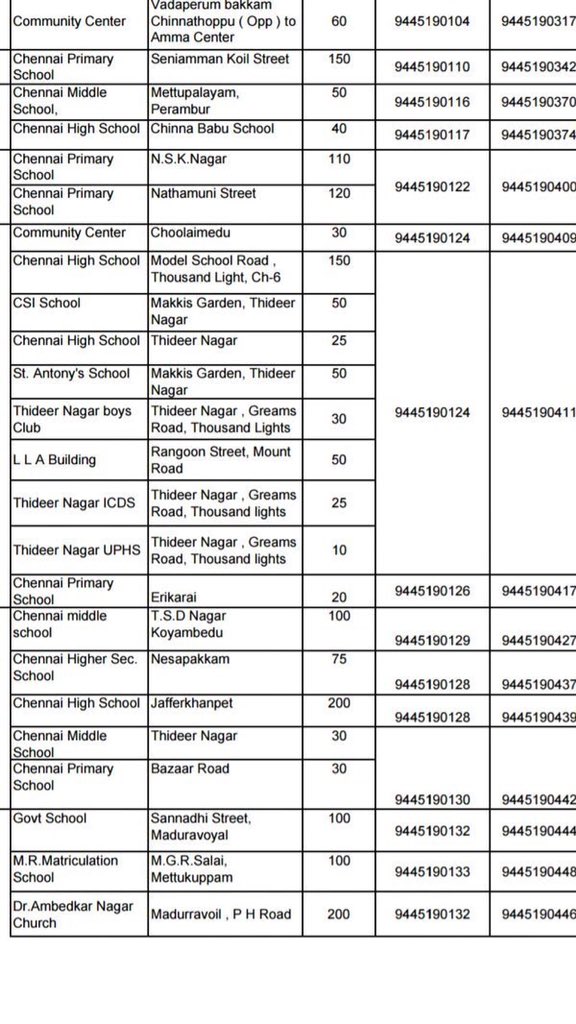 Community Center Vadaperum bakkam 60 9445190104 9445190317
Chinnathoppu ( Opp ) to
Amma Center
Chennai Primary Seniamman Koil Street 150 9445190110 9445190342
School
Chennai Middle Mettupalayam, 50 9445190116 9445190370
School, Perambur
Chennai High School Chinna Babu School 40 9445190117 9445190374
Chennai Primary N.S.K.Nagar 110 9445190122 9445190400
School
Chennai Primary Nathamuni Street 120
School
Community Center Choolaimedu 30 9445190124 9445190409
Chennai High School Model School Road , 150 9445190124 9445190411
Thousand Light, Ch-6
CSI School Makkis Garden, Thideer 50
Nagar
Chennai High School Thideer Nagar 25
St. Antony's School Makkis Garden, Thideer 50
Nagar
Thideer Nagar boys Thideer Nagar , Greams 30
Club Road, Thousand Lights
L L A Building Rangoon Street, Mount 50
Road
Thideer Nagar ICDS Thideer Nagar , Greams 25
Road, Thousand lights
Thideer Nagar UPHS Thideer Nagar , Greams 10
Road, Thousand lights
Chennai Primary Erikarai 20 9445190126 9445190417
School
Chennai middle T.S.D Nagar 100 9445190129 9445190427
school Koyambedu
Chennai Higher Sec. Nesapakkam 75 9445190128 9445190437
School
Chennai High School Jafferkhanpet 200 9445190128 9445190439
Chennai Middle Thideer Nagar 30
School
Chennai Primary Bazaar Road 30 9445190130 9445190442
School
Govt School Sannadhi Street, 100 9445190132 9445190444
Maduravoyal
M.R.Matriculation M.G.R.Salai, 100 9445190133 9445190448
School Mettukuppam
Dr.Ambedkar Nagar Madurravoil , P H Road 200 9445190132 9445190446
Church